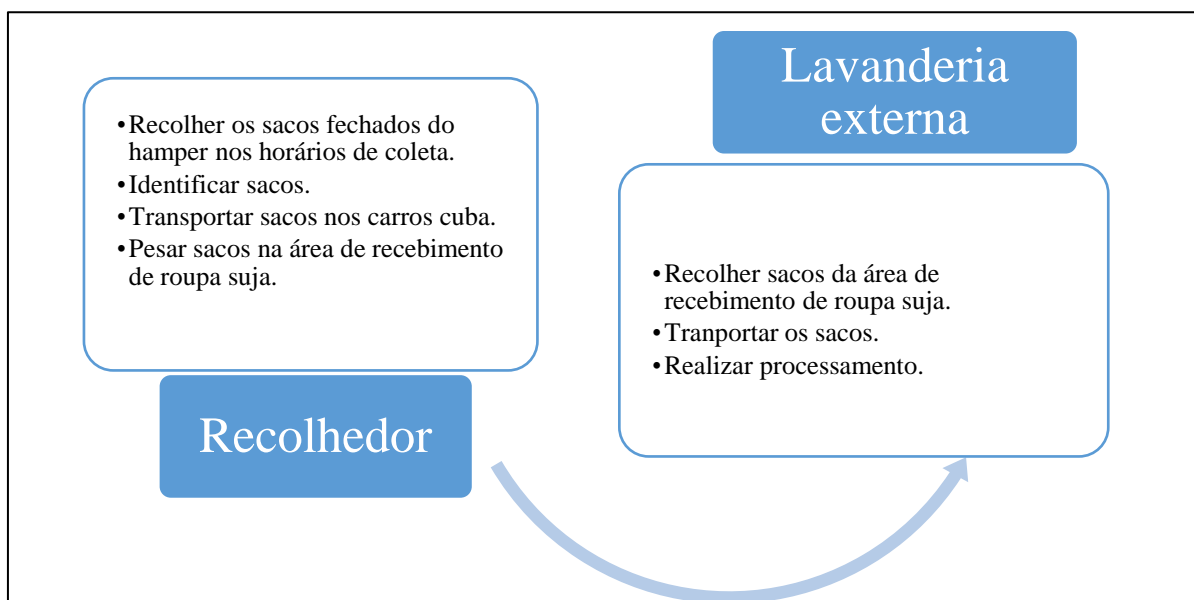 •Recolher os sacos fechados do
hamper nos horários de coleta.
•Identificar sacos.
•Transportar sacos nos carros cuba.
•Pesar sacos na área de recebimento
de roupa suja.
Recolhedor
Lavanderia
externa
•Recolher sacos da área de
recebimento de roupa suja.
•Tranportar os sacos.
•Realizar processamento.